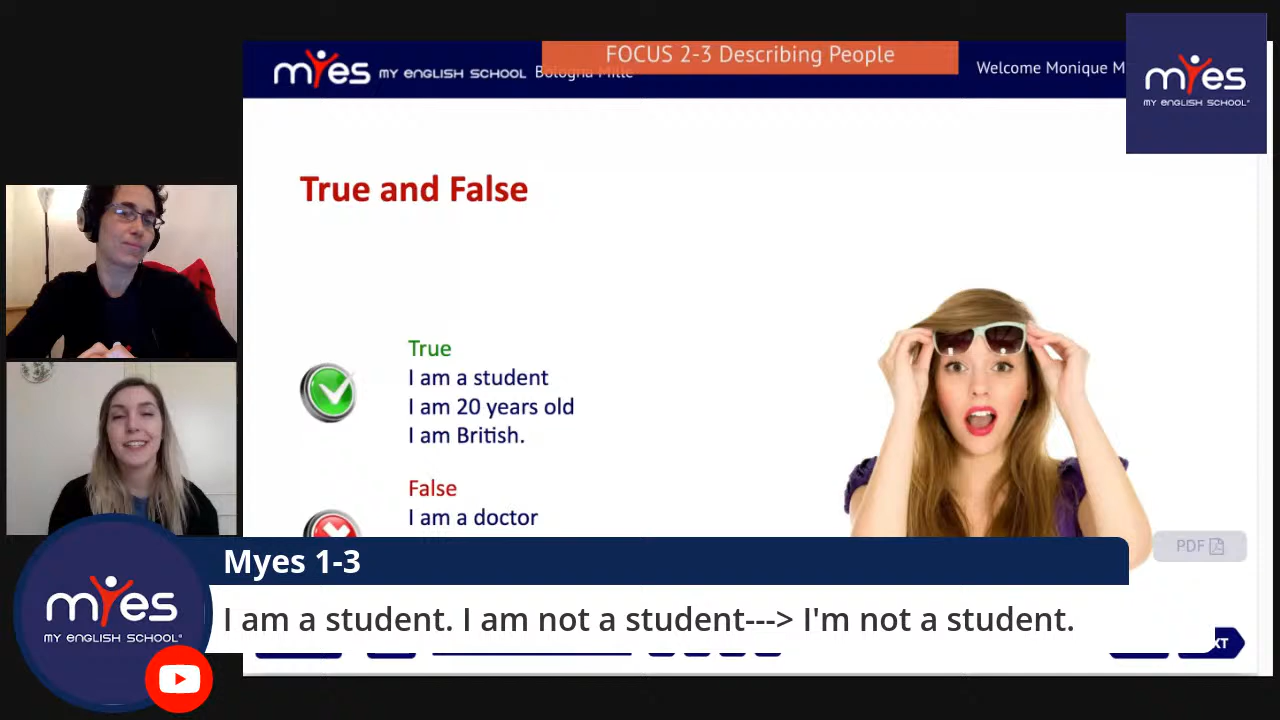 FOCUS 2-3 Describing People
myes MY ENGLISH SCHOOL Bologna Mille
Welcome Monique M
myes
MY ENGLISH SCHOOL
True and False
True
I am a student
I am 20 years old
I am British.
False
I am a doctor
PDF
Myes 1-3
I am a student. I am not a student---> I'm not a student.
myes
MY ENGLISH SCHOOL